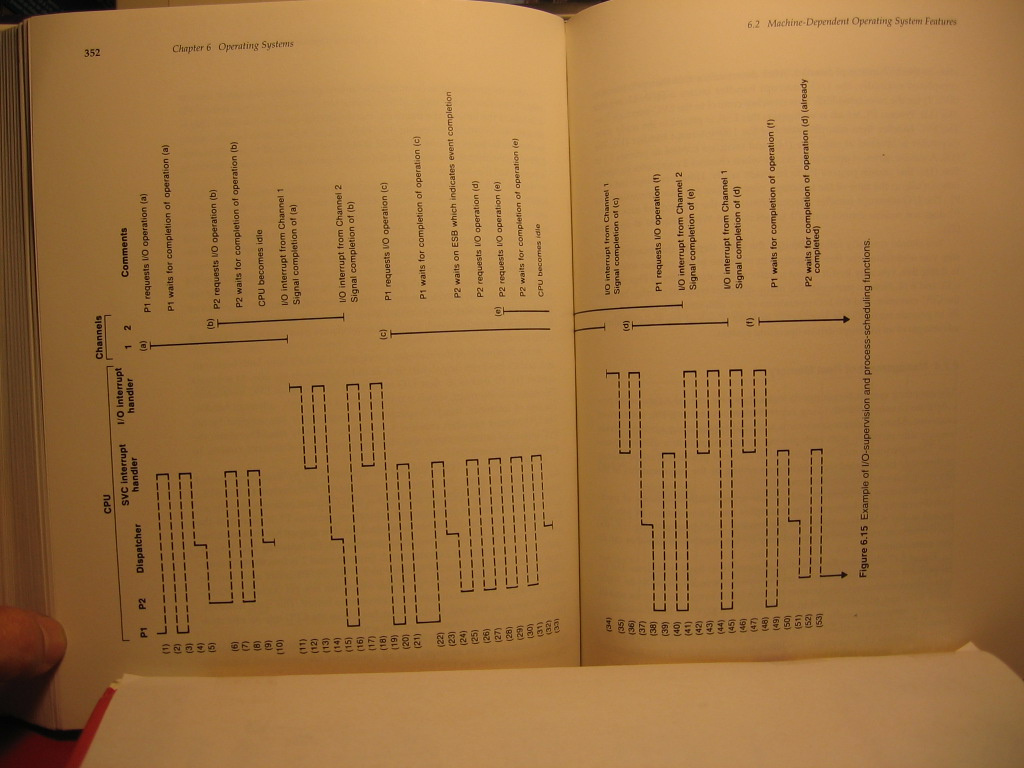 352
Chapter 6 Operating Systems
6.2 Machine-Dependent Operating System Features
CPU
Channels
P1 P2 Dispatcher SVC interrupt handler I/O interrupt handler 1 2 Comments
(1)
(a)
P1 requests I/O operation (a)
(2)
P1 waits for completion of operation (a)
(3)
(4)
(5)
(b)
P2 requests I/O operation (b)
(6)
P2 waits for completion of operation (b)
(7)
(8)
CPU becomes idle
(9)
(10)
I/O interrupt from Channel 1
Signal completion of (a)
(11)
(12)
(13)
I/O interrupt from Channel 2
Signal completion of (b)
(14)
(15)
(16)
(17)
(c)
P1 requests I/O operation (c)
(18)
(19)
(20)
P1 waits for completion of operation (c)
(21)
(22)
P2 waits on ESB which indicates event completion
(23)
(24)
P2 requests I/O operation (d)
(25)
(26)
(e)
P2 requests I/O operation (e)
(27)
(28)
P2 waits for completion of operation (e)
(29)
(30)
CPU becomes idle
(31)
(32)
(33)
(34)
I/O interrupt from Channel 1
Signal completion of (c)
(35)
(d)
(36)
(37)
P1 requests I/O operation (f)
(38)
(39)
I/O interrupt from Channel 2
Signal completion of (e)
(40)
(41)
(42)
(43)
I/O interrupt from Channel 1
Signal completion of (d)
(44)
(45)
(46)
(f)
(47)
(48)
P1 waits for completion of operation (f)
(49)
(50)
(51)
P2 waits for completion of operation (d) (already
completed)
(52)
(53)
Figure 6.15 Example of I/O-supervision and process-scheduling functions.